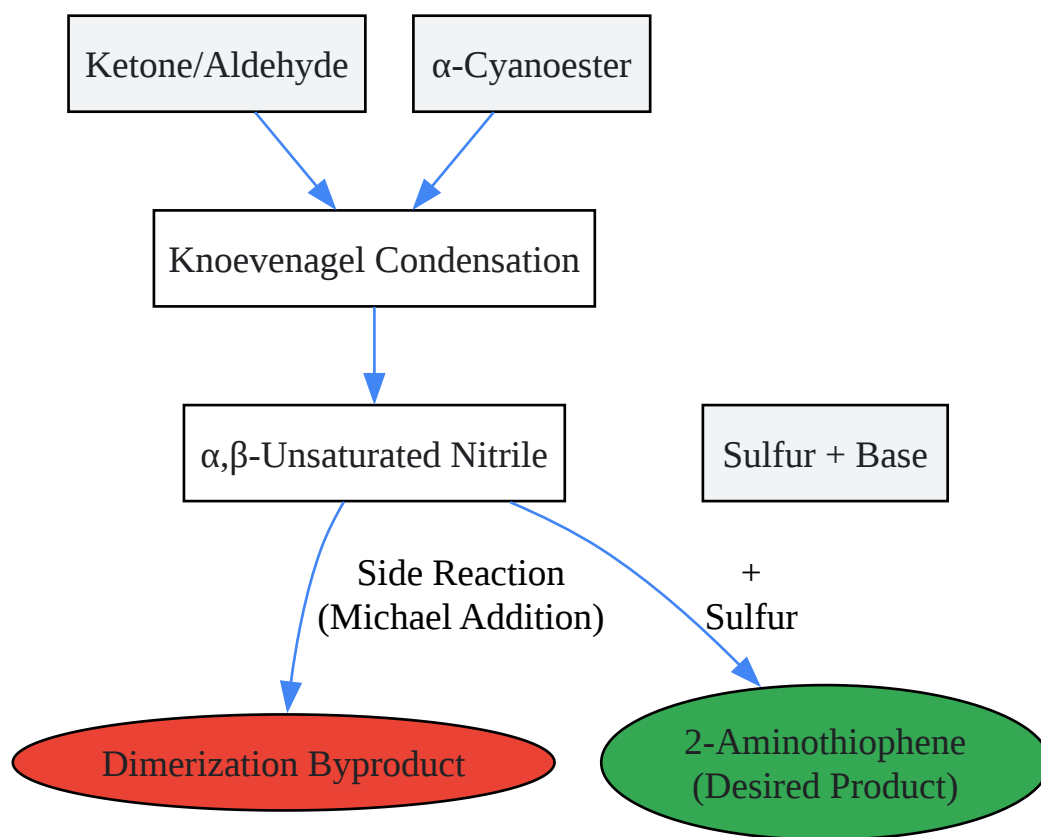 Ketone/Aldehyde
α-Cyanoester
Knoevenagel Condensation
α,β-Unsaturated Nitrile
Sulfur + Base
Side Reaction
(Michael Addition)
+
Sulfur
Dimerization Byproduct
2-Aminothiophene
(Desired Product)